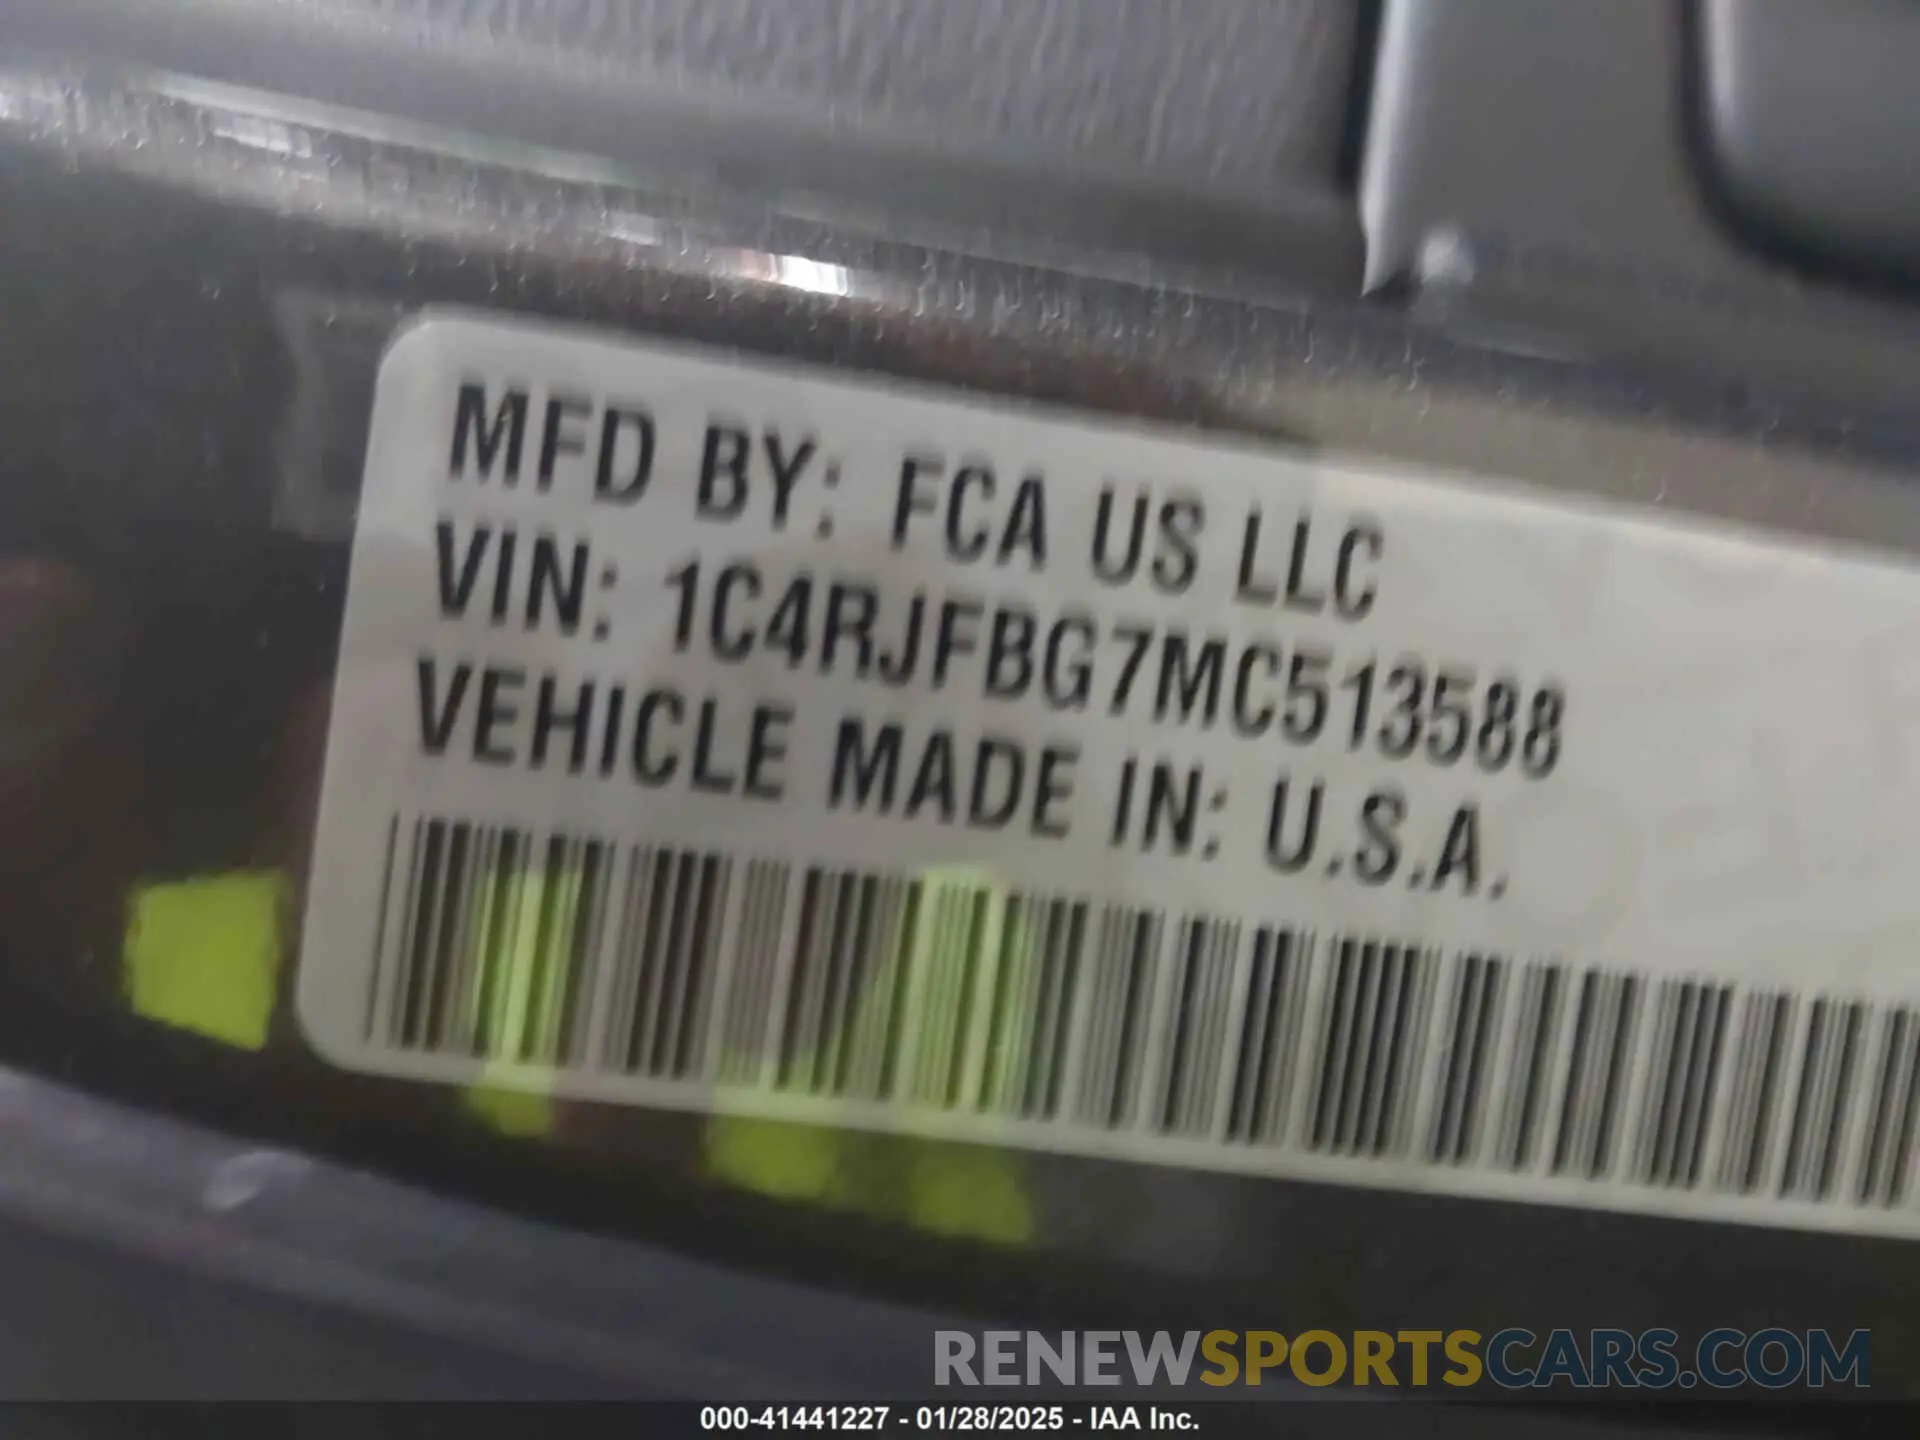 MFD BY: FCA US LLC
VIN: 1C4RJFBG7MC513588
VEHICLE MADE IN: U.S.A.
RENEWSPORTSCARS.COM
000-41441227 - 01/28/2025 - IAA Inc.